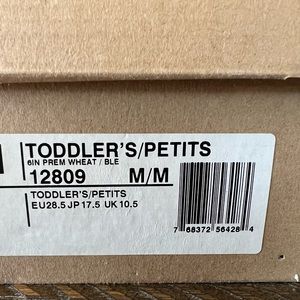 TODDLER'S/PETITS
6IN PREM WHEAT / BLE
12809 M/M
TODDLER'S/PETITS
EU28.5 JP 17.5 UK 10.5
7 68372 56428 4